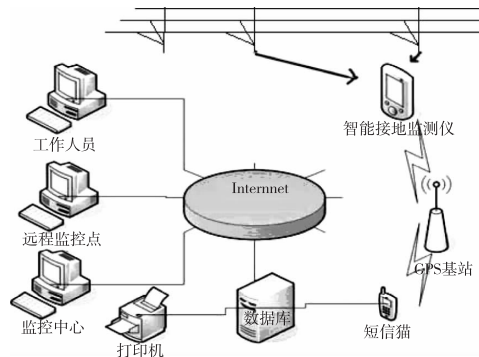 智能接地监测仪
工作人员
Internnet
远程监控点
GPS基站
监控中心
打印机
数据库
短信猫